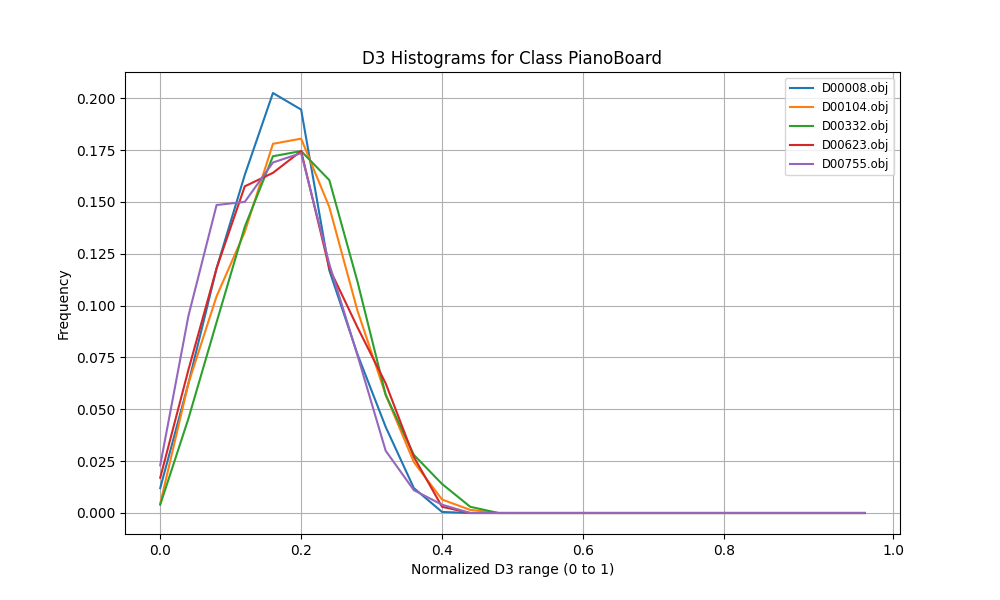 D3 Histograms for Class PianoBoard
D00008.obj
D00104.obj
D00332.obj
D00623.obj
D00755.obj
0.200
0.175
0.150
0.125
0.100
0.075
0.050
0.025
0.000
Frequency
0.0 0.2 0.4 0.6 0.8 1.0
Normalized D3 range (0 to 1)